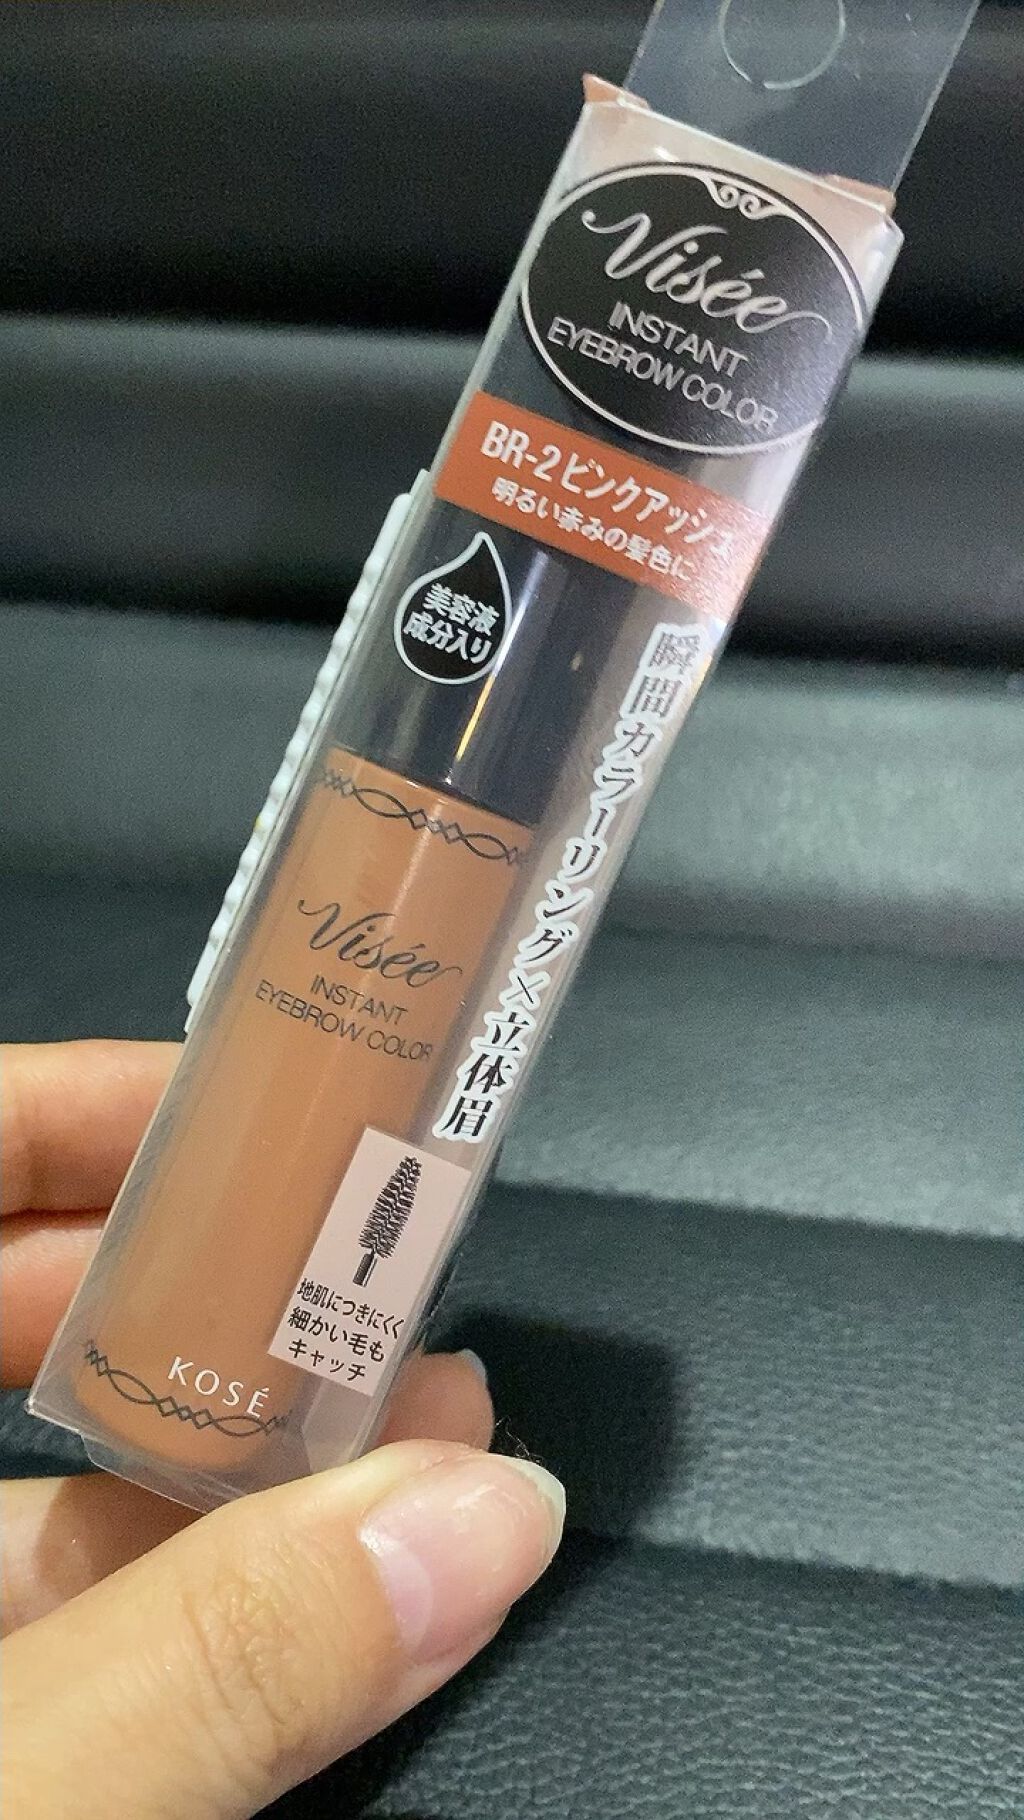 Visée
INSTANT
EYEBROW COLOR
BR-2 ピンクアッシュ
明るい赤みの髪色に
美容液
成分入り
瞬間カラーリング×立体眉
Visée
INSTANT
EYEBROW COLOR
地肌につきにくく
細かい毛も
キャッチ
KOSÉ